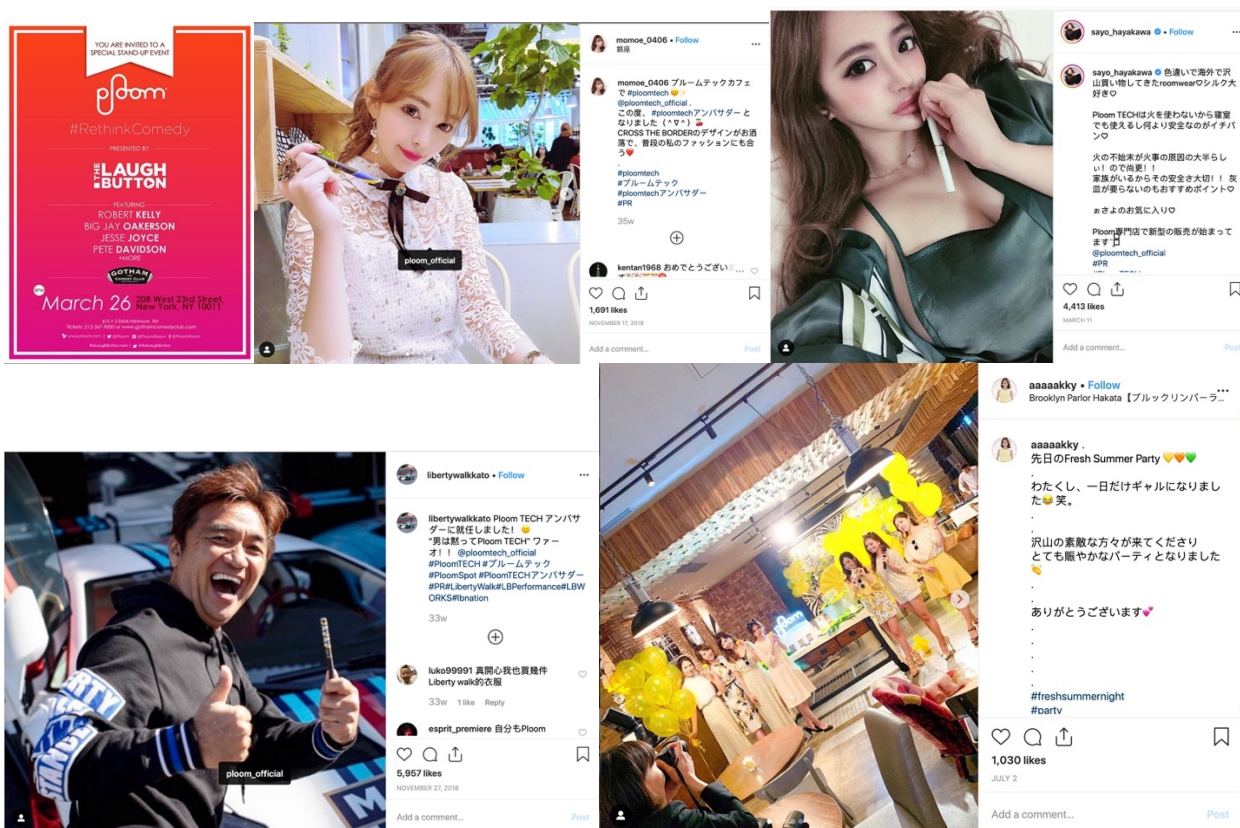 YOU ARE INVITED TO A
SPECIAL STAND-UP EVENT
ploom
#RethinkComedy
PRESENTED BY
THE LAUGH
BUTTON
FEATURING
ROBERT KELLY
BIG JAY OAKERSON
JESSE JOYCE
PETE DAVIDSON
+MORE
GOTHAM
COMEDY CLUB
March 26
208 West 23rd Street,
New York, NY 10011
momoe_0406 • Follow
銀座
momoe_0406 プルームテックカフェ
で #ploomtech 😊✨
@ploomtech_official .
この度、#ploomtechアンバサダー と
なりました（＾∇＾）🍒
CROSS THE BORDERのデザインがお洒
落で、普段の私のファッションにも合
う❤️
.
#ploomtech
#プルームテック
#ploomtechアンバサダー
#PR
35w
kentan1968 おめでとうござい
ploom_official
1,691 likes
NOVEMBER 17, 2018
Add a comment...
Post
sayo_hayakawa • Follow
sayo_hayakawa 色違いで海外で沢
山買い物してきたroomwear♡シルク大
好き♡
Ploom TECHは火を使わないから寝室
でも使えるし何より安全なのがイチバ
ン♡
火の不始末が火事の原因の大半らし
い！ので尚更！！
家族がいるからその安全さ大切！！灰
皿が要らないのもおすすめポイント♡
ぉさよのお気に入り♡
Ploom専門店で新型の販売が始まって
ます
@ploomtech_official
#PR
4,413 likes
MARCH 11
Add a comment...
Post
libertywalkkato • Follow
libertywalkkato Ploom TECH アンバサ
ダーに就任しました！ 😊
"男は黙ってPloom TECH" ワァー
オ！！ @ploomtech_official
#PloomTECH #プルームテック
#PloomSpot #PloomTECHアンバサダー
#PR#LibertyWalk#LBPerformance#LBW
ORKS#lbnation
33w
luko99991 真開心我也買幾件
Liberty walk的衣服
33w 1 like Reply
esprit_premiere 自分もPloom
ploom_official
5,957 likes
NOVEMBER 27, 2018
Add a comment...
Post
aaaaakky • Follow
Brooklyn Parlor Hakata【ブルックリンパーラ...
aaaaakky .
先日のFresh Summer Party 💛🧡💚
.
わたくし、一日だけギャルになりまし
た😂 笑。
.
.
沢山の素敵な方々が来てくださり
とても賑やかなパーティとなりました
👏
.
.
ありがとうございます💕
.
.
.
.
#freshsummernight
#party
ploom
1,030 likes
JULY 2
Add a comment...
Post